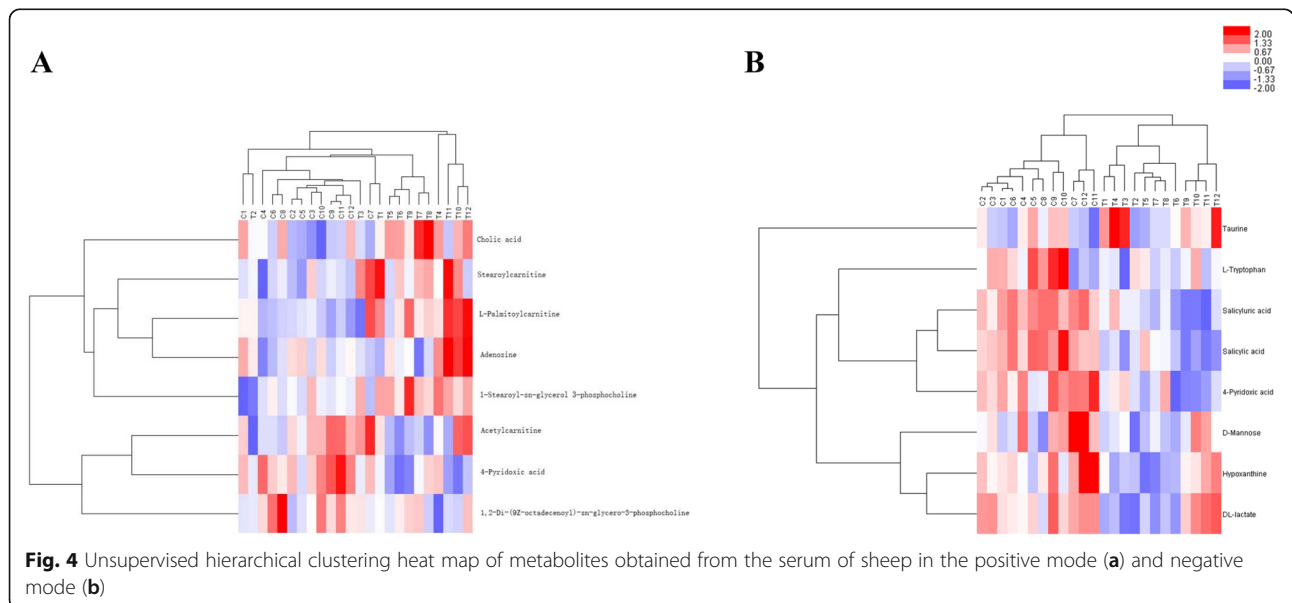 A
B
2.00
1.33
0.67
0.00
-0.67
-1.33
-2.00
C1 T2 C4 C6 C8 C2 C5 C3 C10 C9 C11 C12 T3 C7 T1 T5 T6 T9 T7 T8 T4 T11 T10 T12
Cholic acid
Stearoylcarnitine
L-Palmitoylcarnitine
Adenozine
1-Stearoyl-sn-glycerol 3-phosphocholine
Acetylcarnitine
4-Pyridoxic acid
1,2-Di-(9Z-octadecenoyl)-sn-glycero-3-phosphocholine
C2 C3 C1 C6 C4 C5 C8 C9 C10 C7 C12 C11 T1 T4 T3 T2 T5 T7 T8 T6 T9 T10 T11 T12
Taurine
L-Tryptophan
Salicyluric acid
Salicylic acid
4-Pyridoxic acid
D-Mannose
Hypoxanthine
DL-lactate
Fig. 4 Unsupervised hierarchical clustering heat map of metabolites obtained from the serum of sheep in the positive mode (a) and negative
mode (b)